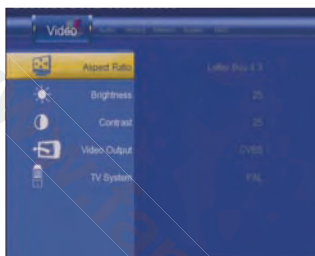 Video
Aspect Ratio Letter Box 4:3
Brightness 25
Contrast 25
Video Output CVBS
TV System PAL